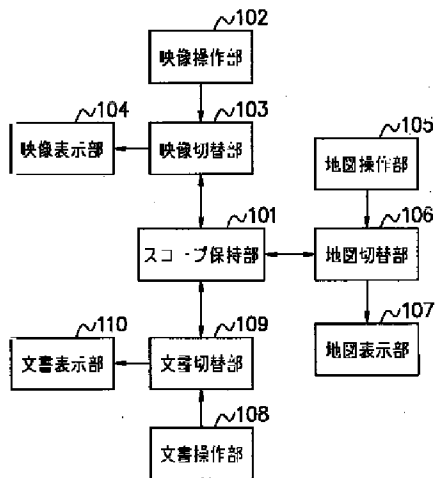 102
映像操作部
104
103
映像表示部
映像切替部
105
地図操作部
101
106
スコープ保持部
地図切替部
107
110
109
地図表示部
文書表示部
文書切替部
108
文書操作部